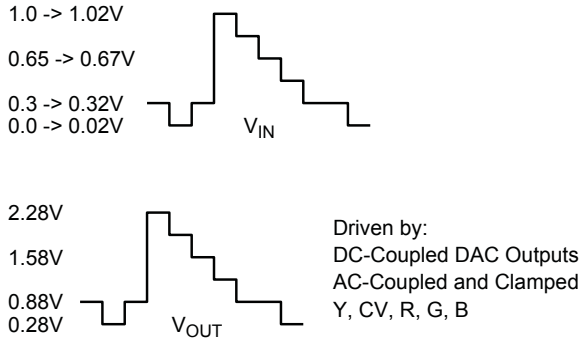 1.0 -> 1.02V
0.65 -> 0.67V
0.3 -> 0.32V
0.0 -> 0.02V
VIN
2.28V
1.58V
0.88V
0.28V
VOUT
Driven by:
DC-Coupled DAC Outputs
AC-Coupled and Clamped
Y, CV, R, G, B